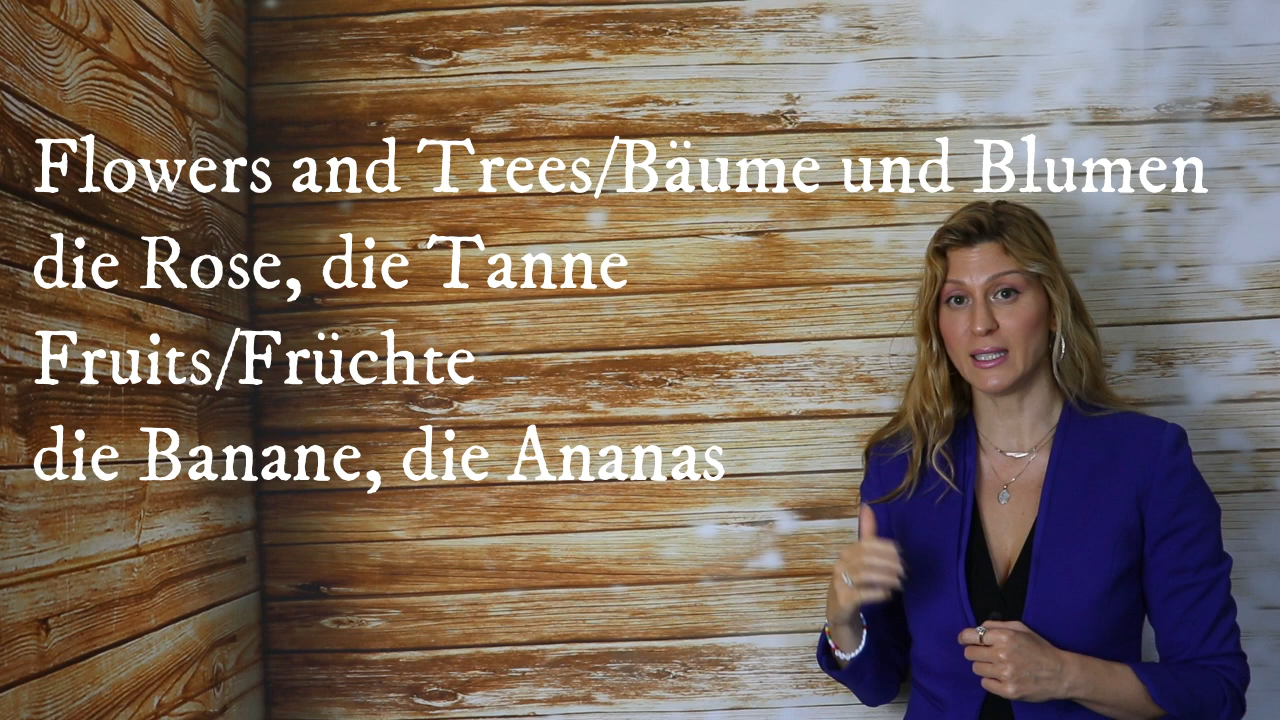 Flowers and Trees/Bäume und Blumen
die Rose, die Tanne
Fruits/Früchte
die Banane, die Ananas